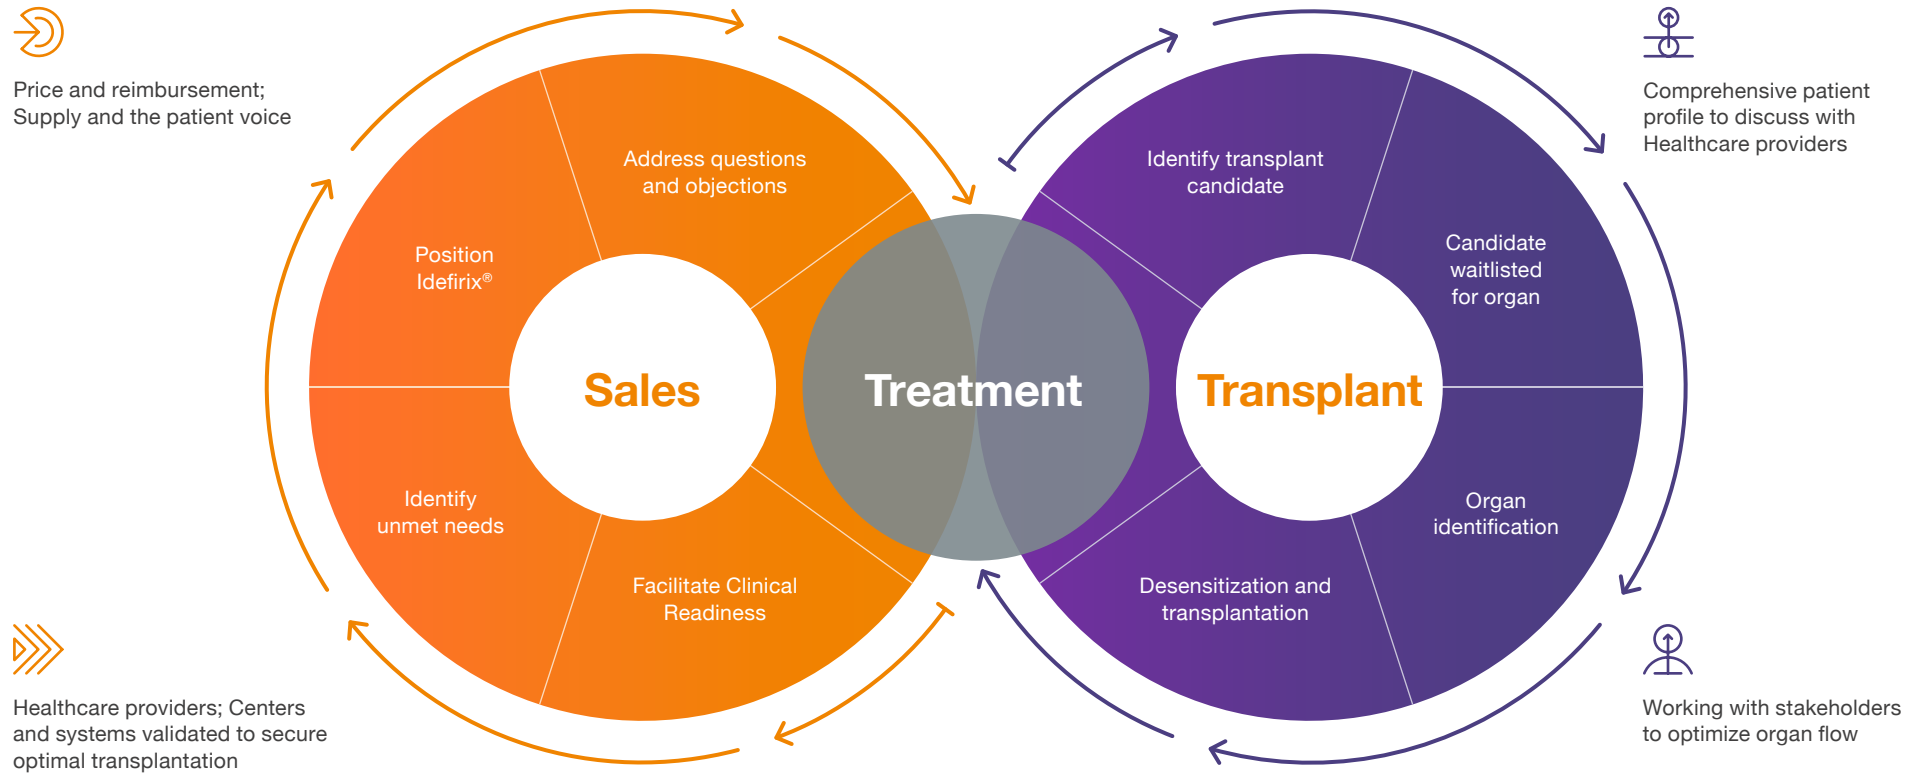 Price and reimbursement;
Supply and the patient voice
Healthcare providers; Centers
and systems validated to secure
optimal transplantation
Address questions
and objections
Position
Idefirix®
Identify
unmet needs
Facilitate Clinical
Readiness
Sales
Treatment
Transplant
Identify transplant
candidate
Candidate
waitlisted
for organ
Organ
identification
Desensitization and
transplantation
Comprehensive patient
profile to discuss with
Healthcare providers
Working with stakeholders
to optimize organ flow